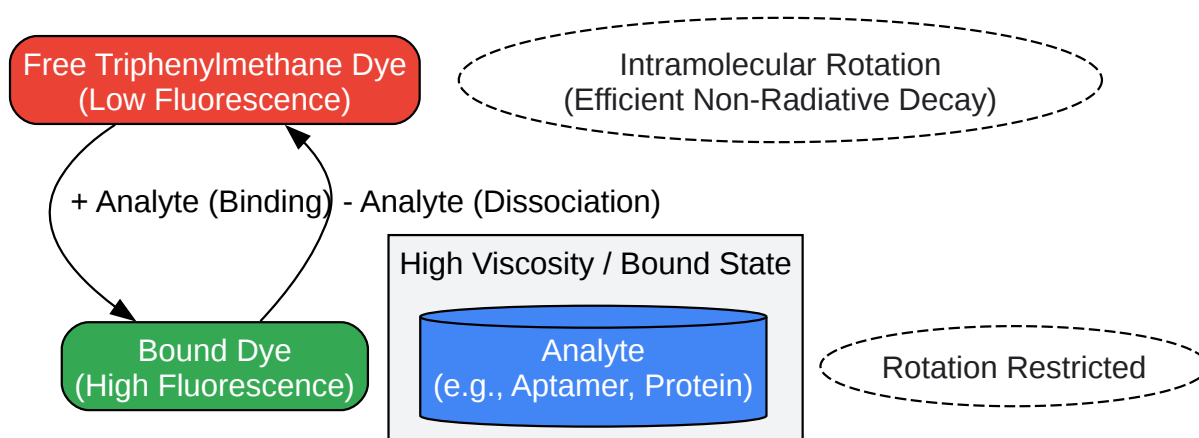 Free Triphenylmethane Dye
(Low Fluorescence)
Intramolecular Rotation
(Efficient Non-Radiative Decay)
+ Analyte (Binding)
- Analyte (Dissociation)
High Viscosity / Bound State
Bound Dye
(High Fluorescence)
Analyte
(e.g., Aptamer, Protein)
Rotation Restricted